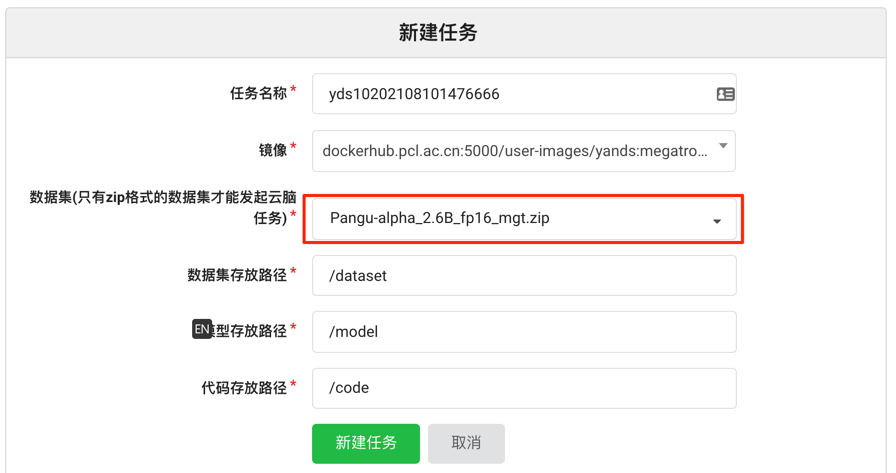 新建任务
任务名称* yds10202108101476666
镜像* dockerhub.pcl.ac.cn:5000/user-images/yands:megatro...
数据集(只有zip格式的数据集才能发起云脑
任务)* Pangu-alpha_2.6B_fp16_mgt.zip
数据集存放路径* /dataset
EN 型存放路径* /model
代码存放路径* /code
新建任务 取消